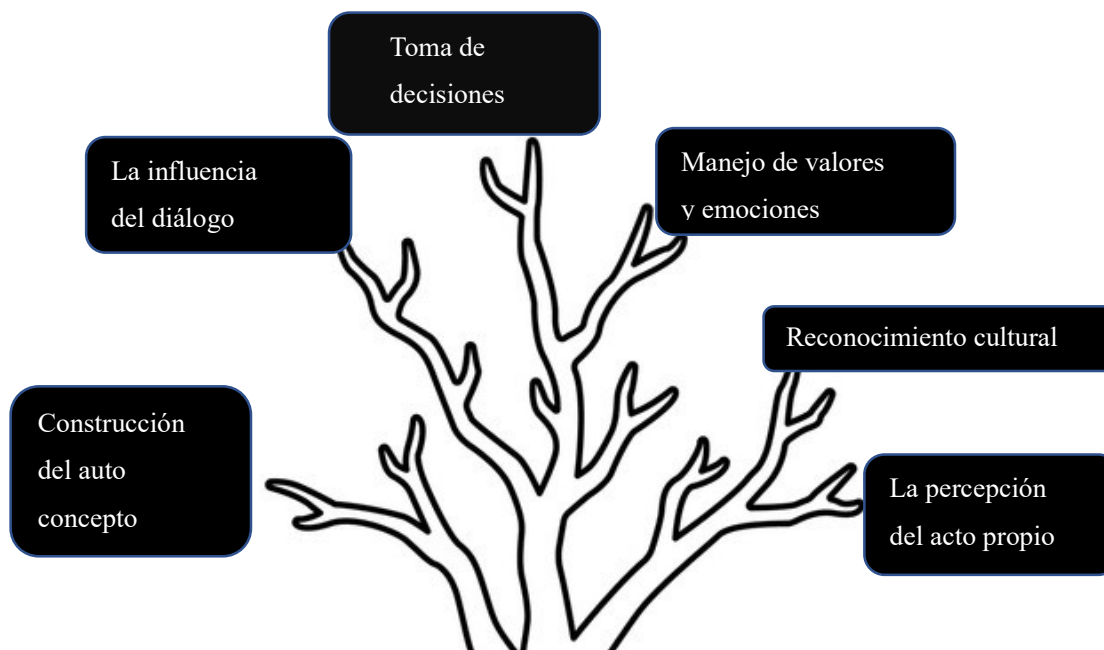 Toma de
decisiones
La influencia
del diálogo
Manejo de valores
y emociones
Reconocimiento cultural
Construcción
del auto
concepto
La percepción
del acto propio